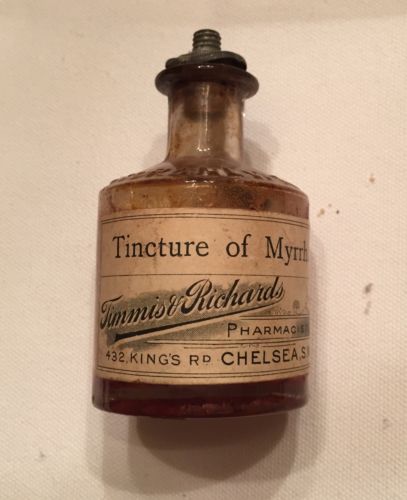 Tincture of Myrrh
Timmis & Richards
PHARMACIS
432, KING'S RD CHELSEA, S.W